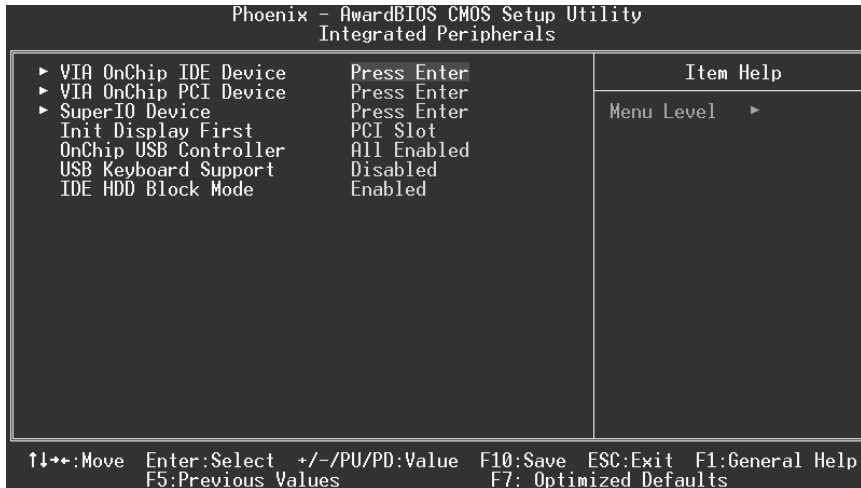 Phoenix - AwardBIOS CMOS Setup Utility
Integrated Peripherals
► VIA OnChip IDE Device Press Enter
► VIA OnChip PCI Device Press Enter
► SuperIO Device Press Enter
Init Display First PCI Slot
OnChip USB Controller All Enabled
USB Keyboard Support Disabled
IDE HDD Block Mode Enabled
Item Help
Menu Level ►
↑↓→←:Move Enter:Select +/-/PU/PD:Value F10:Save ESC:Exit F1:General Help
F5:Previous Values F7: Optimized Defaults